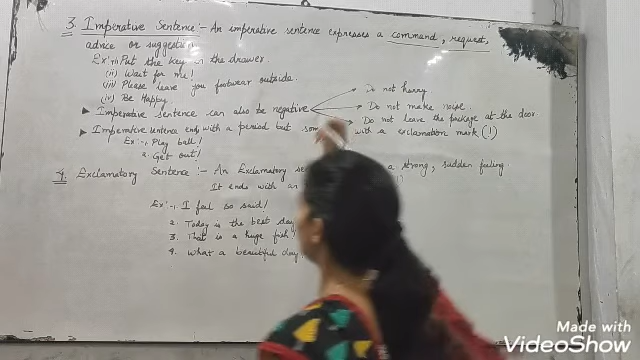 3. Imperative Sentence :- An imperative sentence expresses a command, request,
advice or suggestion
Ex:- (i) Put the key in the drawer.
(ii) Wait for me!
(iii) Please leave you footwear outside.
(iv) Be Happy.
▶ Imperative sentence can also be negative
Do not hurry
Do not make noise.
Do not leave the package at the door
▶ Imperative sentence end with a period but som with a exclamation mark (!)
Ex:- 1. Play ball!
2. Get out!
4. Exclamatory Sentence :- An Exclamatory se a strong, sudden feeling.
It ends with an
Ex:- 1. I feel so said!
2. Today is the best day
3. That is a huge fish!
4. What a beautiful day
Made with
VideoShow